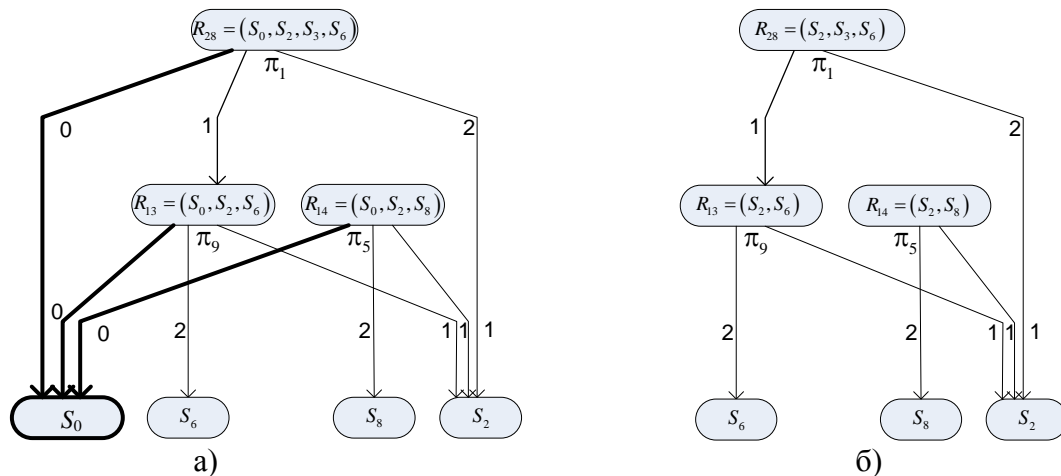 R₂₈ = (S₀, S₂, S₃, S₆)
π₁
0
1
2
R₁₃ = (S₀, S₂, S₆)
R₁₄ = (S₀, S₂, S₈)
π₉
π₅
0
0
2
2
1
1
1
S₀
S₆
S₈
S₂
а)
R₂₈ = (S₂, S₃, S₆)
π₁
1
2
R₁₃ = (S₂, S₆)
R₁₄ = (S₂, S₈)
π₉
π₅
2
2
1
1
1
S₆
S₈
S₂
б)